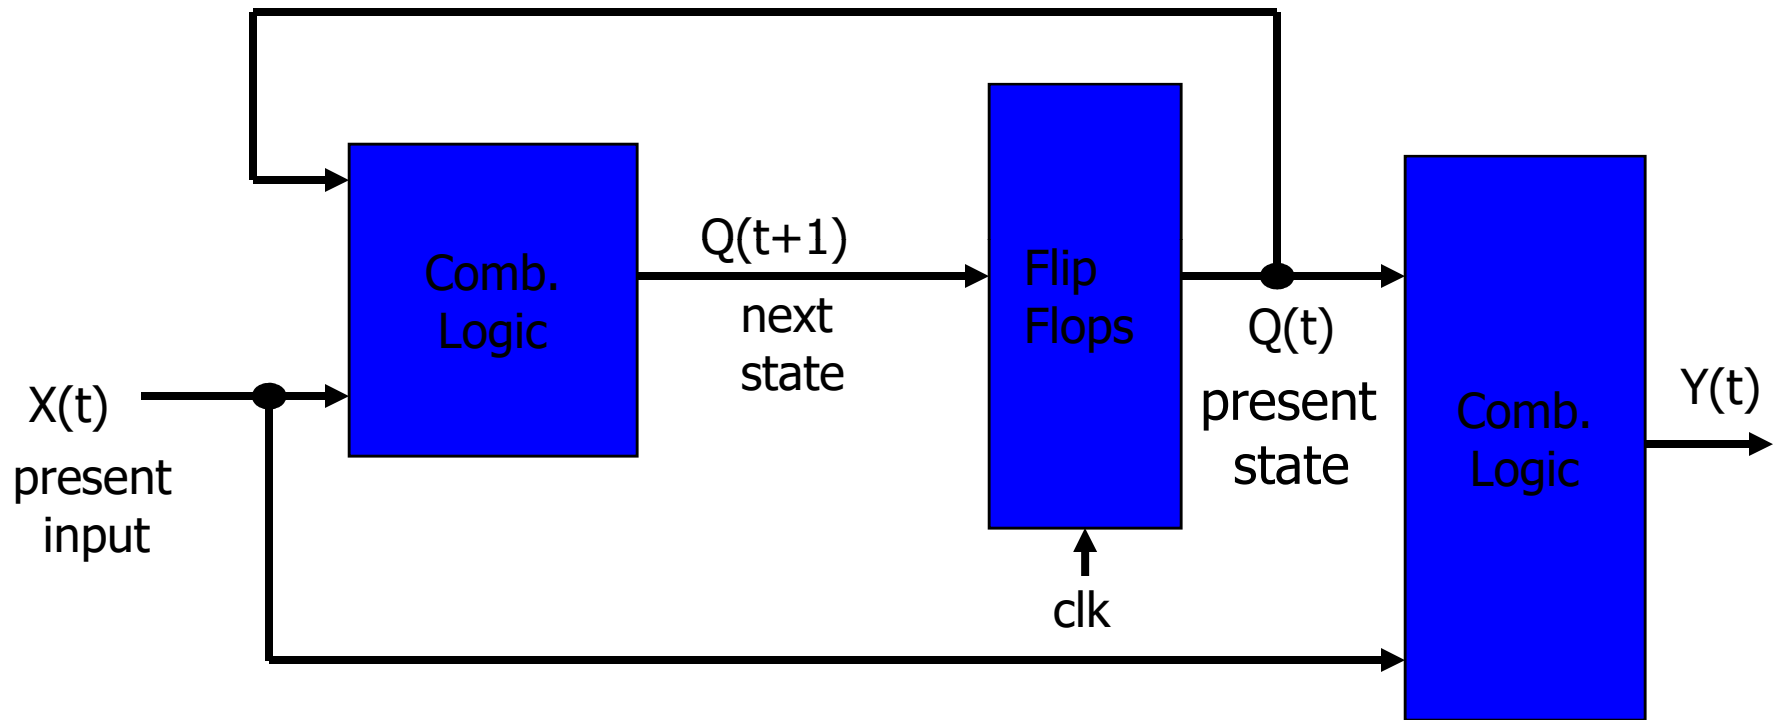 X(t)
present
input
Comb.
Logic
Q(t+1)
next
state
Flip
Flops
clk
Q(t)
present
state
Comb.
Logic
Y(t)